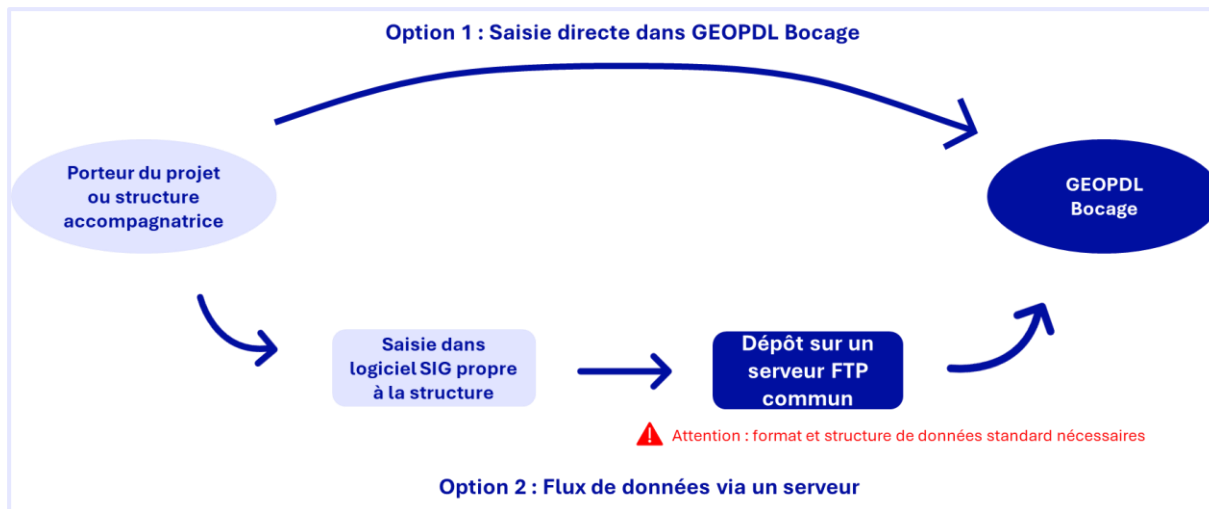 Option 1 : Saisie directe dans GEOPDL Bocage
Porteur du projet
ou structure
accompagnatrice
GEOPDL
Bocage
Saisie dans
logiciel SIG propre
à la structure
Dépôt sur un
serveur FTP
commun
Attention : format et structure de données standard nécessaires
Option 2 : Flux de données via un serveur